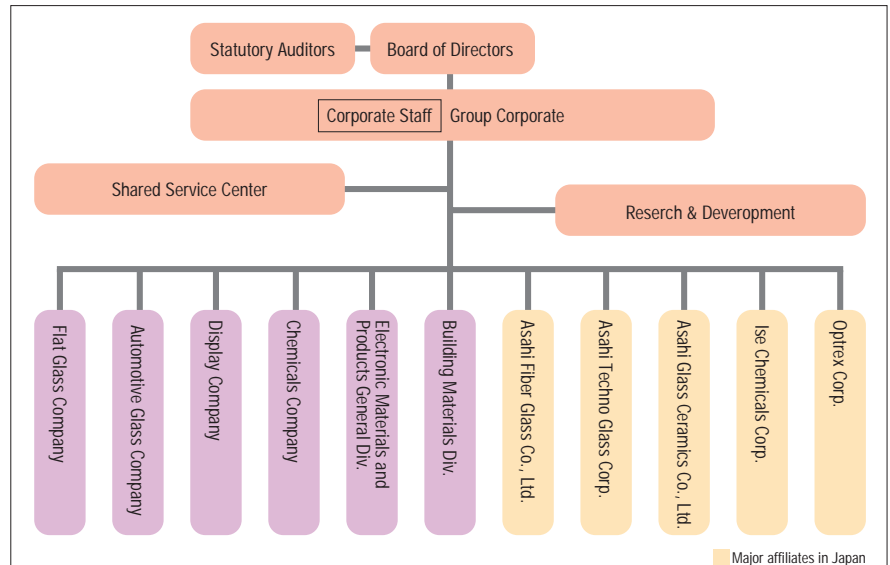 Statutory Auditors
Board of Directors
Corporate Staff
Group Corporate
Shared Service Center
Reserch & Deveropment
Flat Glass Company
Automotive Glass Company
Display Company
Chemicals Company
Electronic Materials and
Products General Div.
Building Materials Div.
Asahi Fiber Glass Co., Ltd.
Asahi Techno Glass Corp.
Asahi Glass Ceramics Co., Ltd.
Ise Chemicals Corp.
Optrex Corp.
Major affiliates in Japan